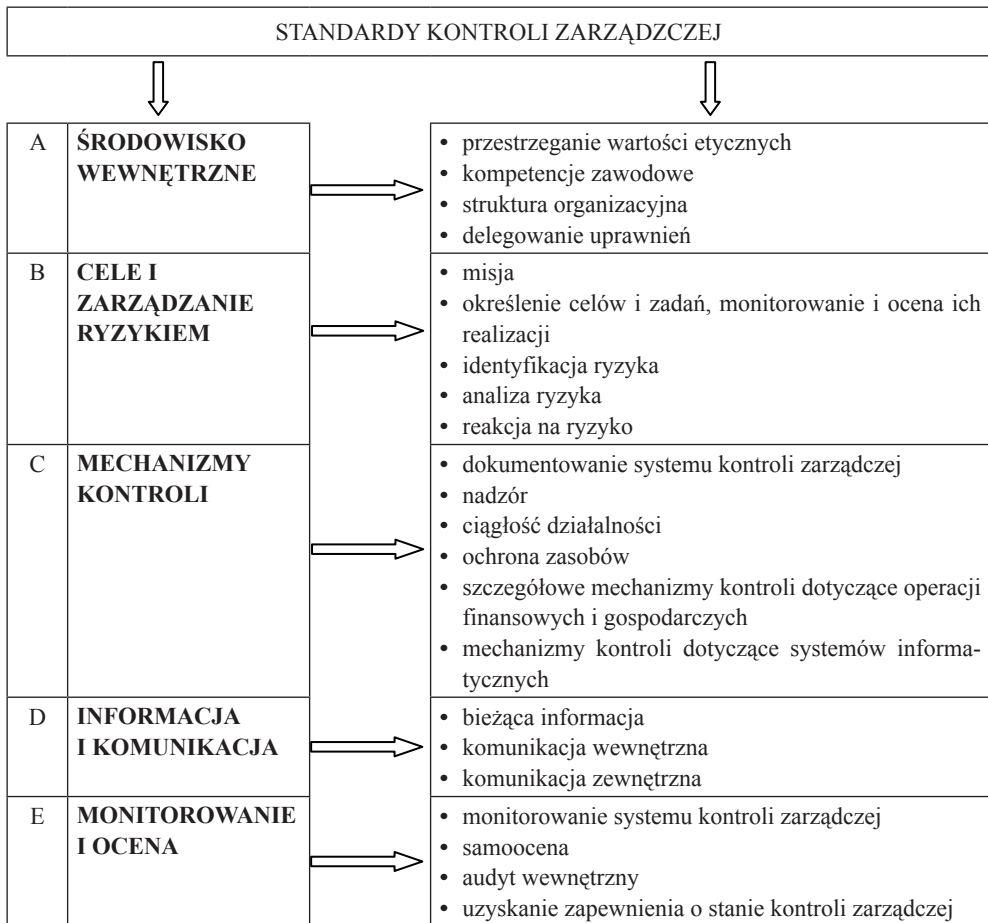 STANDARDY KONTROLI ZARZĄDZCZEJ
A ŚRODOWISKO
WEWNĘTRZNE
• przestrzeganie wartości etycznych
• kompetencje zawodowe
• struktura organizacyjna
• delegowanie uprawnień
B CELE I
ZARZĄDZANIE
RYZYKIEM
• misja
• określenie celów i zadań, monitorowanie i ocena ich
realizacji
• identyfikacja ryzyka
• analiza ryzyka
• reakcja na ryzyko
C MECHANIZMY
KONTROLI
• dokumentowanie systemu kontroli zarządczej
• nadzór
• ciągłość działalności
• ochrona zasobów
• szczegółowe mechanizmy kontroli dotyczące operacji
finansowych i gospodarczych
• mechanizmy kontroli dotyczące systemów informa-
tycznych
D INFORMACJA
I KOMUNIKACJA
• bieżąca informacja
• komunikacja wewnętrzna
• komunikacja zewnętrzna
E MONITOROWANIE
I OCENA
• monitorowanie systemu kontroli zarządczej
• samoocena
• audyt wewnętrzny
• uzyskanie zapewnienia o stanie kontroli zarządczej